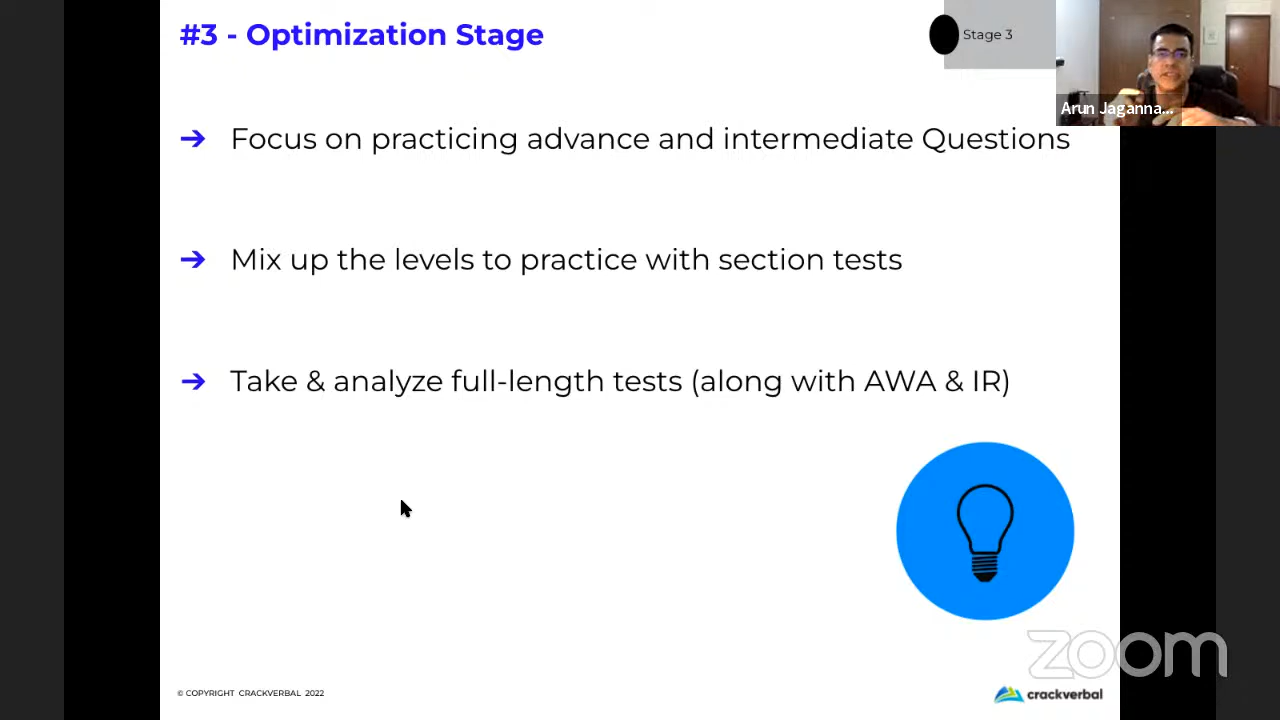 #3 - Optimization Stage
Stage 3
Arun Jaganna...
➔ Focus on practicing advance and intermediate Questions
➔ Mix up the levels to practice with section tests
➔ Take & analyze full-length tests (along with AWA & IR)
zoom
© COPYRIGHT CRACKVERBAL 2022
crackverbal